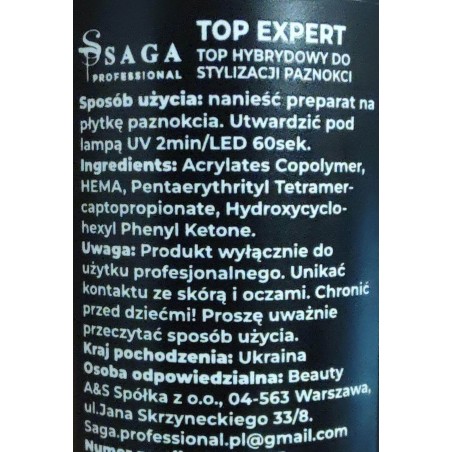 SSAGA
PROFESSIONAL
TOP EXPERT
TOP HYBRYDOWY DO
STYLIZACJI PAZNOKCI
Sposób użycia: nanieść preparat na
płytkę paznokcia. Utwardzić pod
lampą UV 2min/LED 60sek.
Ingredients: Acrylates Copolymer,
HEMA, Pentaerythrityl Tetramer-
captopropionate, Hydroxycyclo-
hexyl Phenyl Ketone.
Uwaga: Produkt wyłącznie do
użytku profesjonalnego. Unikać
kontaktu ze skórą i oczami. Chronić
przed dziećmi! Proszę uważnie
przeczytać sposób użycia.
Kraj pochodzenia: Ukraina
Osoba odpowiedzialna: Beauty
A&S Spółka z o.o., 04-563 Warszawa,
ul.Jana Skrzyneckiego 33/8.
Saga.professional.pl@gmail.com
Numer